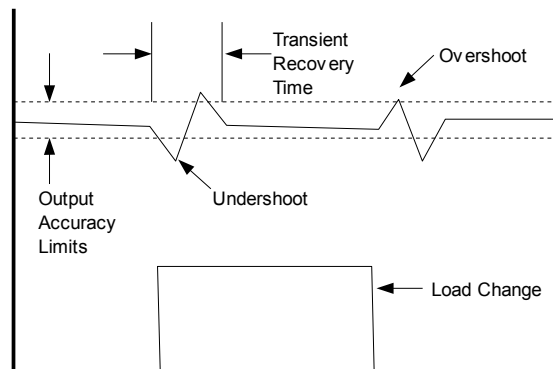 Transient
Recovery
Time
Overshoot
Output
Accuracy
Limits
Undershoot
Load Change